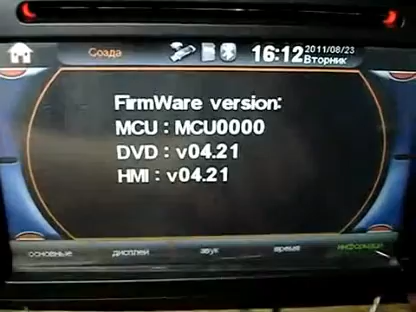 Созда 16:12 2011/08/23
Вторник
FirmWare version:
MCU : MCU0000
DVD : v04.21
HMI : v04.21
основные дисплей звук время информаци